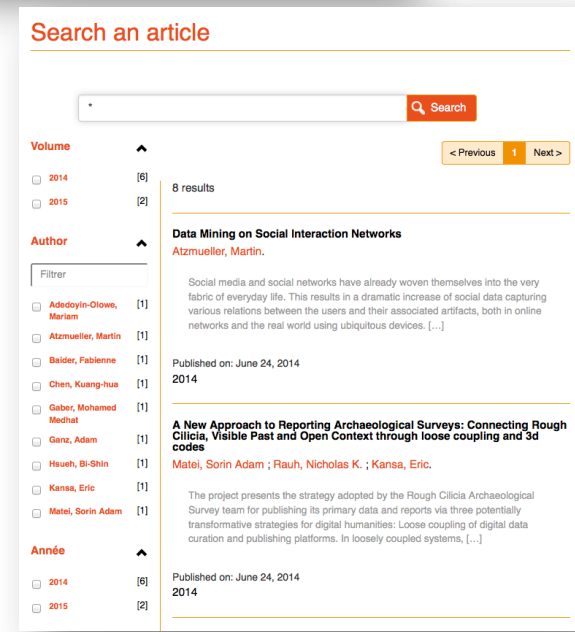 Search an article
*
Search
Volume
2014 [6]
2015 [2]
Author
Filtrer
Adedoyin-Olowe, [1]
Mariam
Atzmueller, Martin [1]
Baider, Fabienne [1]
Chen, Kuang-hua [1]
Gaber, Mohamed [1]
Medhat
Ganz, Adam [1]
Hsueh, Bi-Shin [1]
Kansa, Eric [1]
Matei, Sorin Adam [1]
Année
2014 [6]
2015 [2]
< Previous 1 Next >
8 results
Data Mining on Social Interaction Networks
Atzmueller, Martin.
Social media and social networks have already woven themselves into the very
fabric of everyday life. This results in a dramatic increase of social data capturing
various relations between the users and their associated artifacts, both in online
networks and the real world using ubiquitous devices. […]
Published on: June 24, 2014
2014
A New Approach to Reporting Archaeological Surveys: Connecting Rough
Cilicia, Visible Past and Open Context through loose coupling and 3d
codes
Matei, Sorin Adam ; Rauh, Nicholas K. ; Kansa, Eric.
The project presents the strategy adopted by the Rough Cilicia Archaeological
Survey team for publishing its primary data and reports via three potentially
transformative strategies for digital humanities: Loose coupling of digital data
curation and publishing platforms. In loosely coupled systems, […]
Published on: June 24, 2014
2014